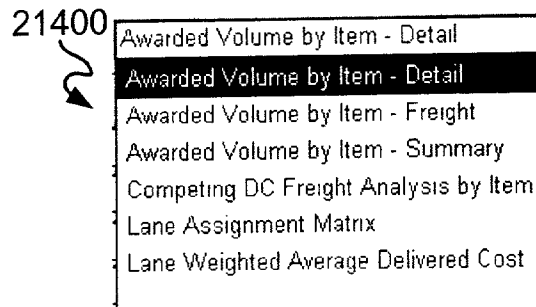 21400
Awarded Volume by Item - Detail
Awarded Volume by Item - Detail
Awarded Volume by Item - Freight
Awarded Volume by Item - Summary
Competing DC Freight Analysis by Item
Lane Assignment Matrix
Lane Weighted Average Delivered Cost